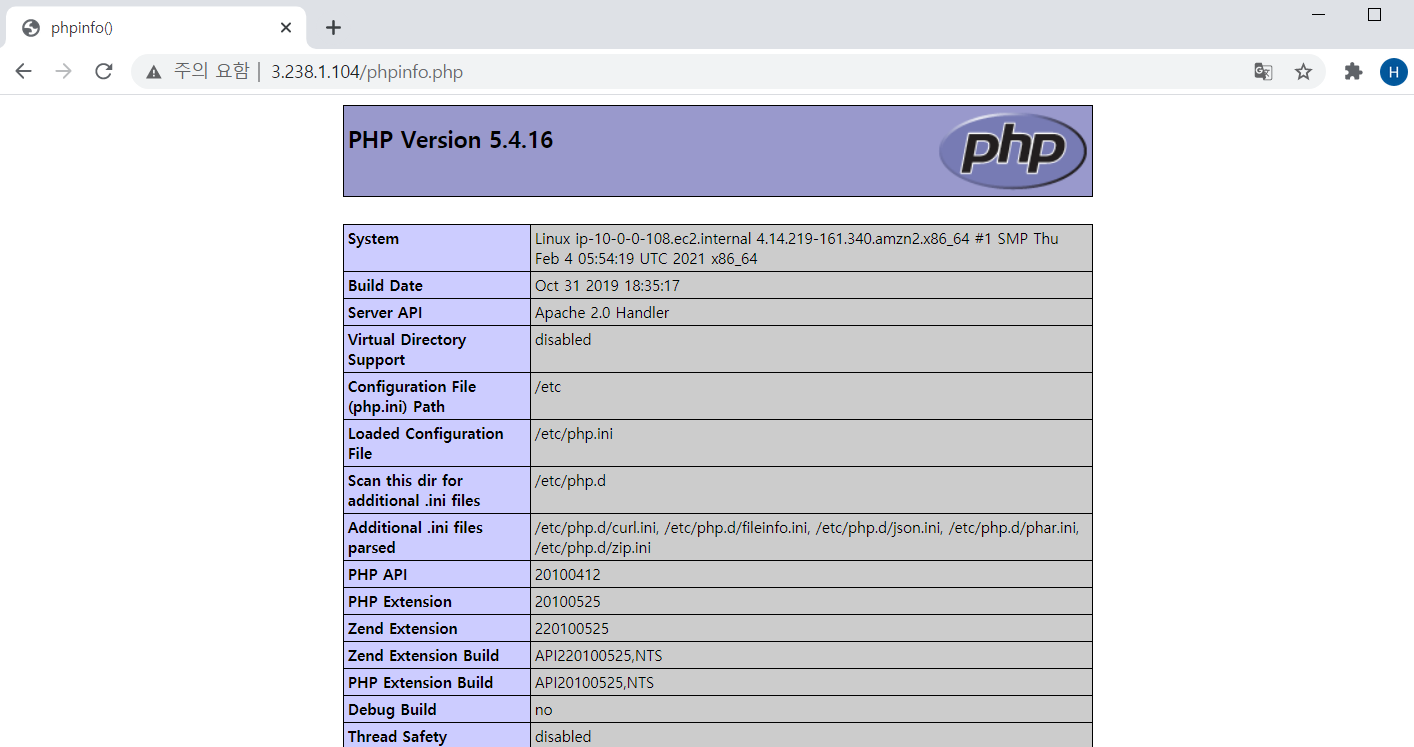 phpinfo()
주의 요함 | 3.238.1.104/phpinfo.php
H
PHP Version 5.4.16
php
System
Linux ip-10-0-0-108.ec2.internal 4.14.219-161.340.amzn2.x86_64 #1 SMP Thu
Feb 4 05:54:19 UTC 2021 x86_64
Build Date
Oct 31 2019 18:35:17
Server API
Apache 2.0 Handler
Virtual Directory
Support
disabled
Configuration File
(php.ini) Path
/etc
Loaded Configuration
File
/etc/php.ini
Scan this dir for
additional .ini files
/etc/php.d
Additional .ini files
parsed
/etc/php.d/curl.ini, /etc/php.d/fileinfo.ini, /etc/php.d/json.ini, /etc/php.d/phar.ini,
/etc/php.d/zip.ini
PHP API
20100412
PHP Extension
20100525
Zend Extension
220100525
Zend Extension Build
API220100525,NTS
PHP Extension Build
API20100525,NTS
Debug Build
no
Thread Safety
disabled